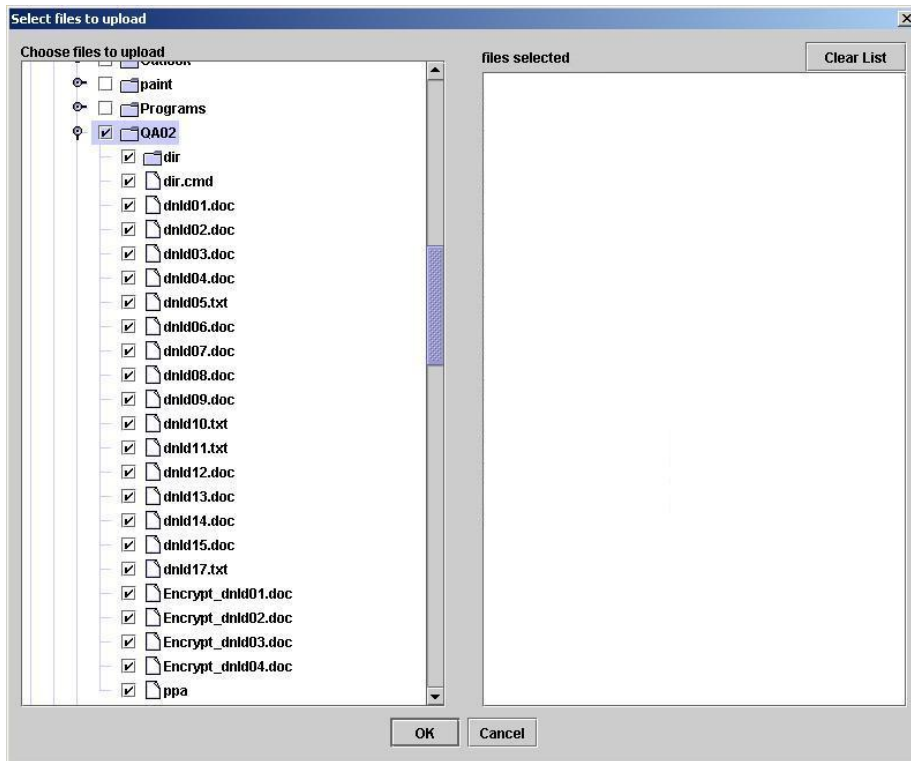 Select files to upload
Choose files to upload
files selected
Clear List
Outlook
paint
Programs
QA02
dir
dir.cmd
dnld01.doc
dnld02.doc
dnld03.doc
dnld04.doc
dnld05.txt
dnld06.doc
dnld07.doc
dnld08.doc
dnld09.doc
dnld10.txt
dnld11.txt
dnld12.doc
dnld13.doc
dnld14.doc
dnld15.doc
dnld17.txt
Encrypt_dnld01.doc
Encrypt_dnld02.doc
Encrypt_dnld03.doc
Encrypt_dnld04.doc
ppa
OK
Cancel